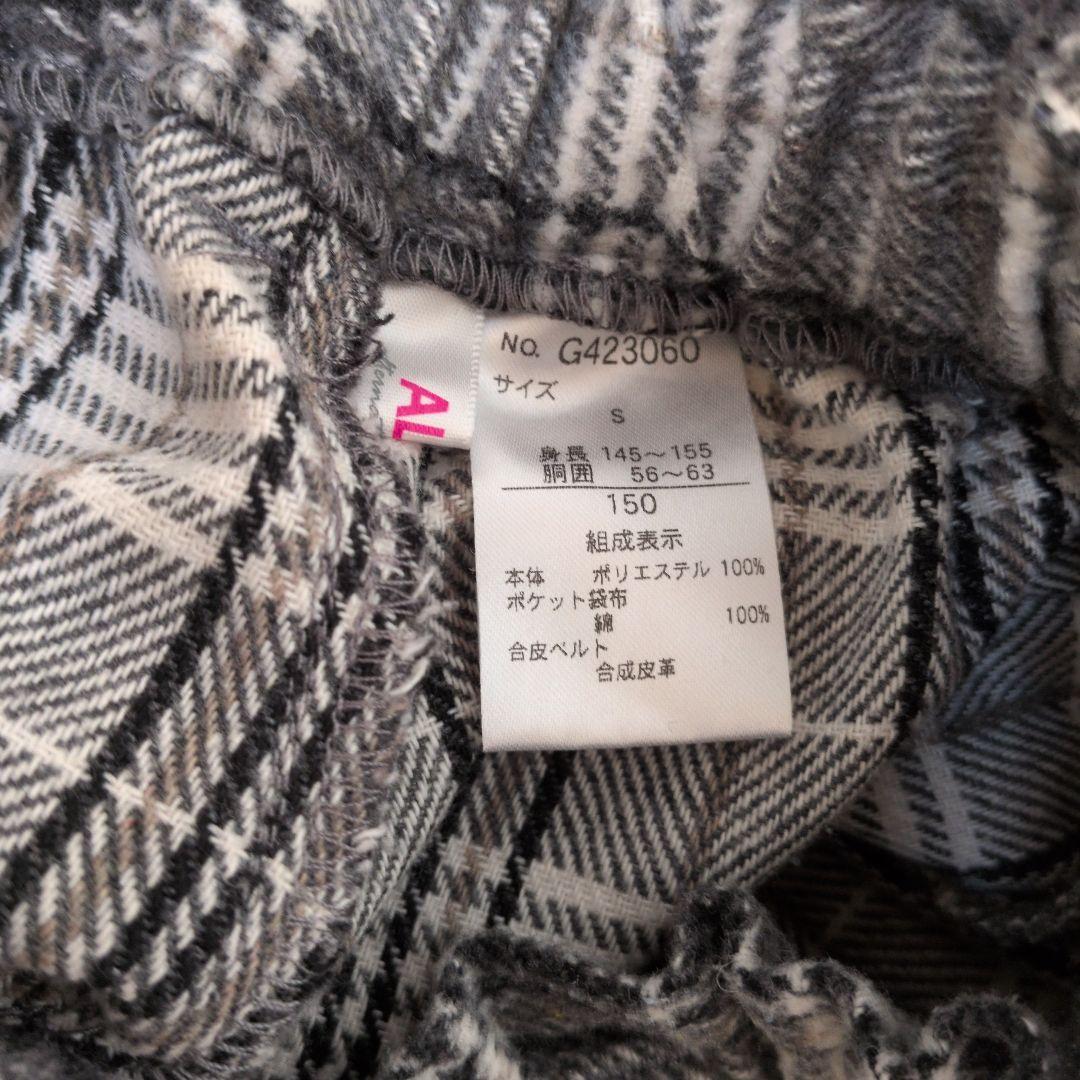 AL
No. G423060
サイズ
S
身長 145～155
胴囲 56～63
150
組成表示
本体 ポリエステル 100%
ポケット袋布
綿 100%
合皮ベルト
合成皮革